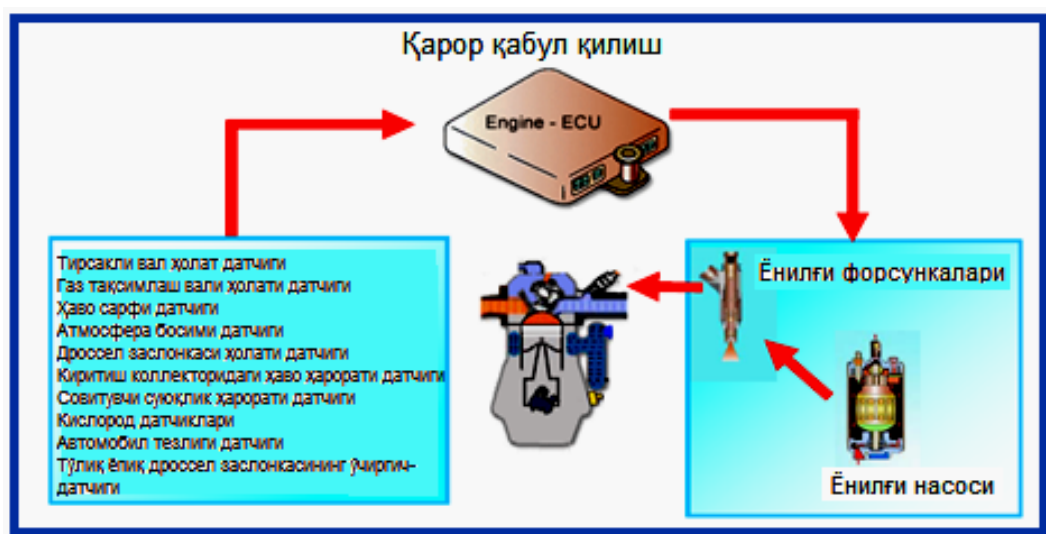 Қарор қабул қилиш
Engine - ECU
Тирсакли вал ҳолат датчиги
Газ тақсимлаш вали ҳолати датчиги
Ҳаво сарфи датчиги
Атмосфера босими датчиги
Дроссел заслонкаси ҳолати датчиги
Киритиш коллекторидаги ҳаво ҳарорати датчиги
Совитувчи суюқлик ҳарорати датчиги
Кислород датчиклари
Автомобил тезлиги датчиги
Тўлиқ ёпиқ дроссел заслонкасининг ўчиргич-
датчиги
Ёнилғи форсункалари
Ёнилғи насоси